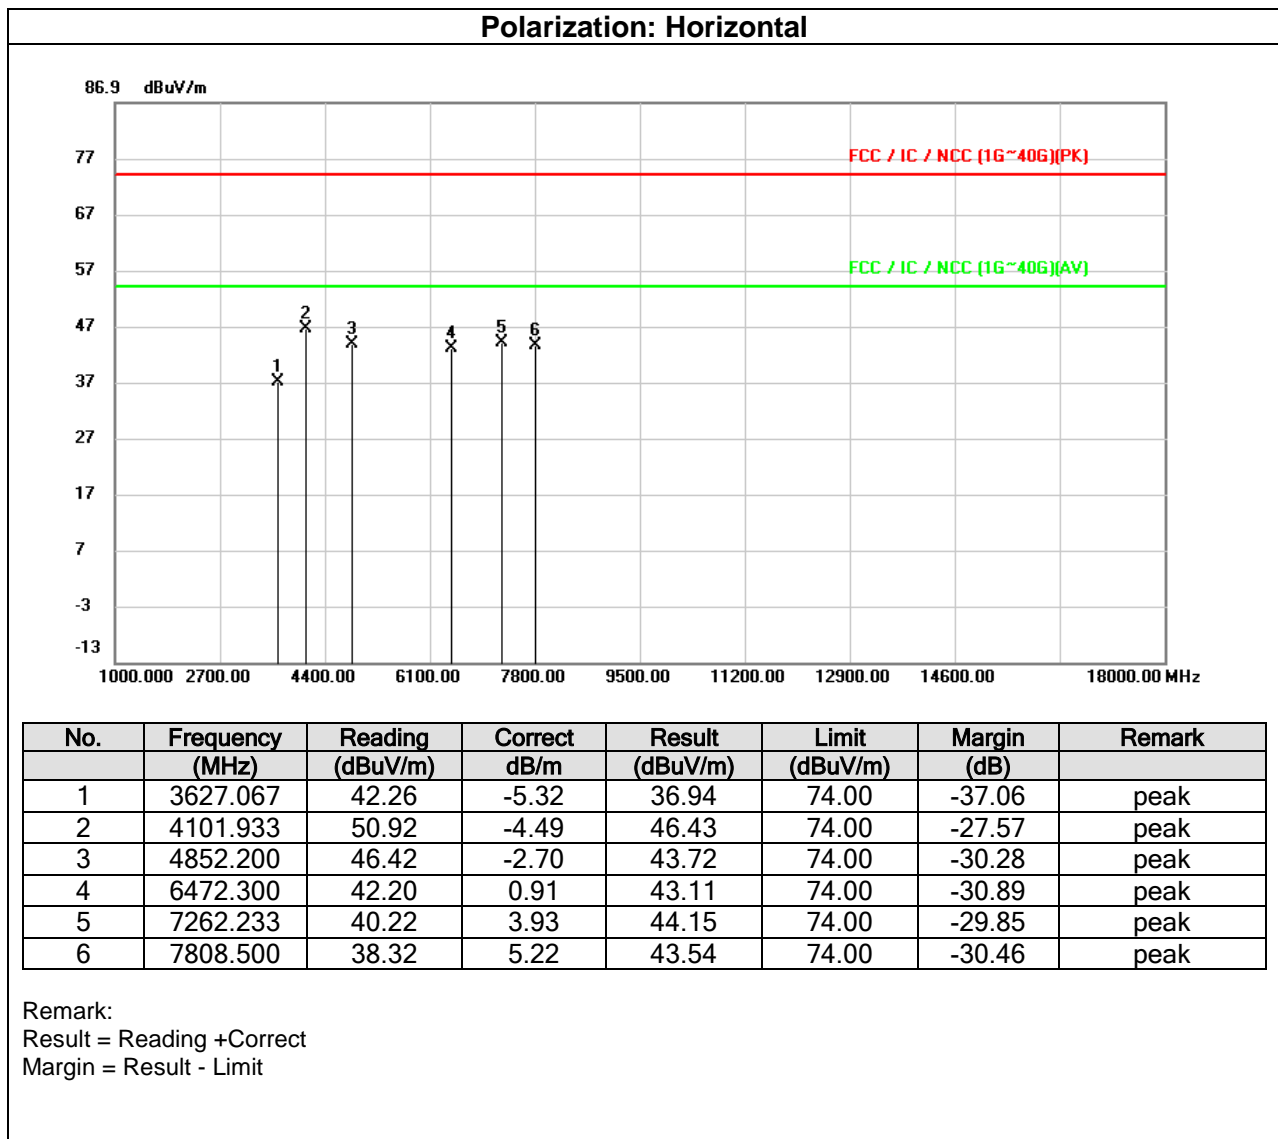 Polarization: Horizontal
86.9 dBuV/m
77
FCC / IC / NCC (1G~40G)(PK)
67
57
FCC / IC / NCC (1G~40G)(AV)
47
37
27
17
7
-3
-13
1 2 3 4 5 6
1000.000 2700.00 4400.00 6100.00 7800.00 9500.00 11200.00 12900.00 14600.00 18000.00 MHz
No. Frequency Reading Correct Result Limit Margin Remark
(MHz) (dBuV/m) dB/m (dBuV/m) (dBuV/m) (dB)
1 3627.067 42.26 -5.32 36.94 74.00 -37.06 peak
2 4101.933 50.92 -4.49 46.43 74.00 -27.57 peak
3 4852.200 46.42 -2.70 43.72 74.00 -30.28 peak
4 6472.300 42.20 0.91 43.11 74.00 -30.89 peak
5 7262.233 40.22 3.93 44.15 74.00 -29.85 peak
6 7808.500 38.32 5.22 43.54 74.00 -30.46 peak
Remark:
Result = Reading +Correct
Margin = Result - Limit